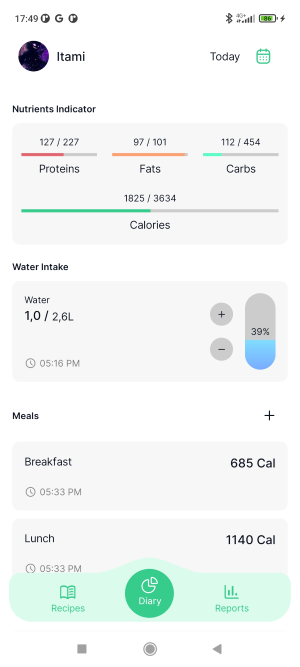 17:49
4G+
86
Itami
Today
Nutrients Indicator
127 / 227
97 / 101
112 / 454
Proteins
Fats
Carbs
1825 / 3634
Calories
Water Intake
Water
1,0 / 2,6L
39%
05:16 PM
Meals
Breakfast
685 Cal
05:33 PM
Lunch
1140 Cal
05:33 PM
Recipes
Diary
Reports